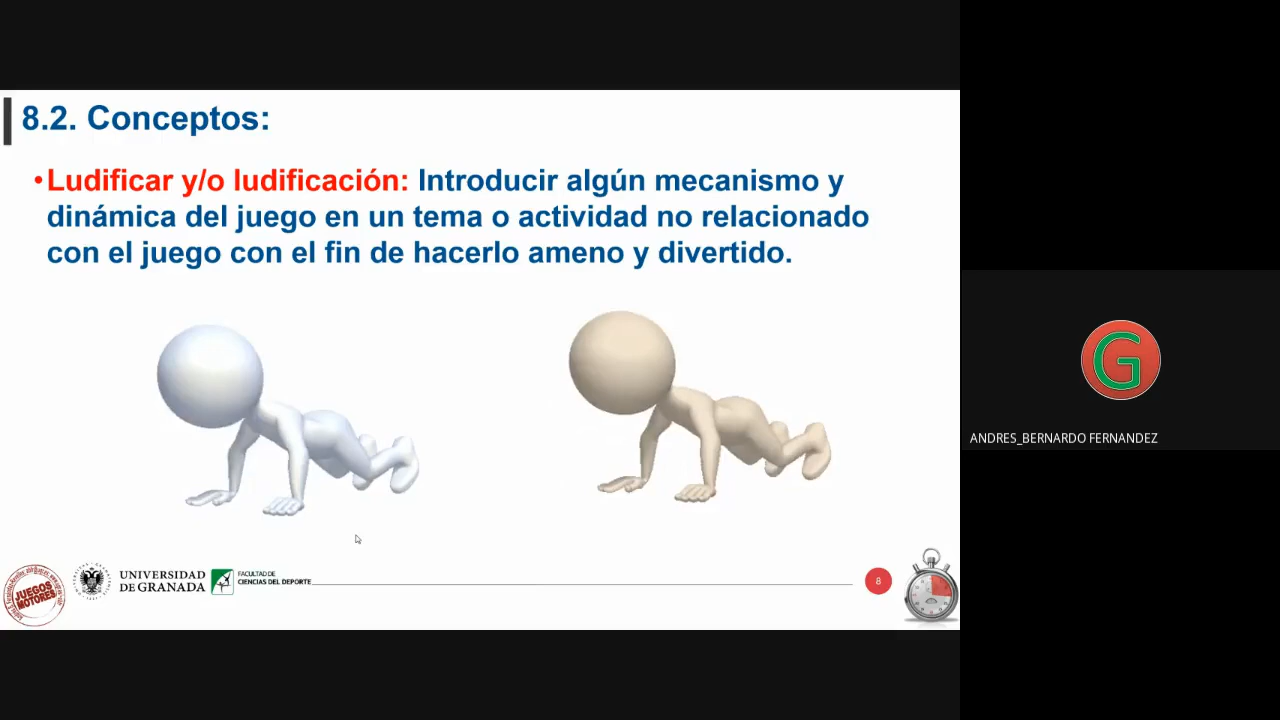 8.2. Conceptos:
•Ludificar y/o ludificación: Introducir algún mecanismo y
dinámica del juego en un tema o actividad no relacionado
con el juego con el fin de hacerlo ameno y divertido.
G
ANDRES_BERNARDO FERNANDEZ
JUEGOS
MOTORES
UNIVERSIDAD
DE GRANADA
FACULTAD DE
CIENCIAS DEL DEPORTE
8